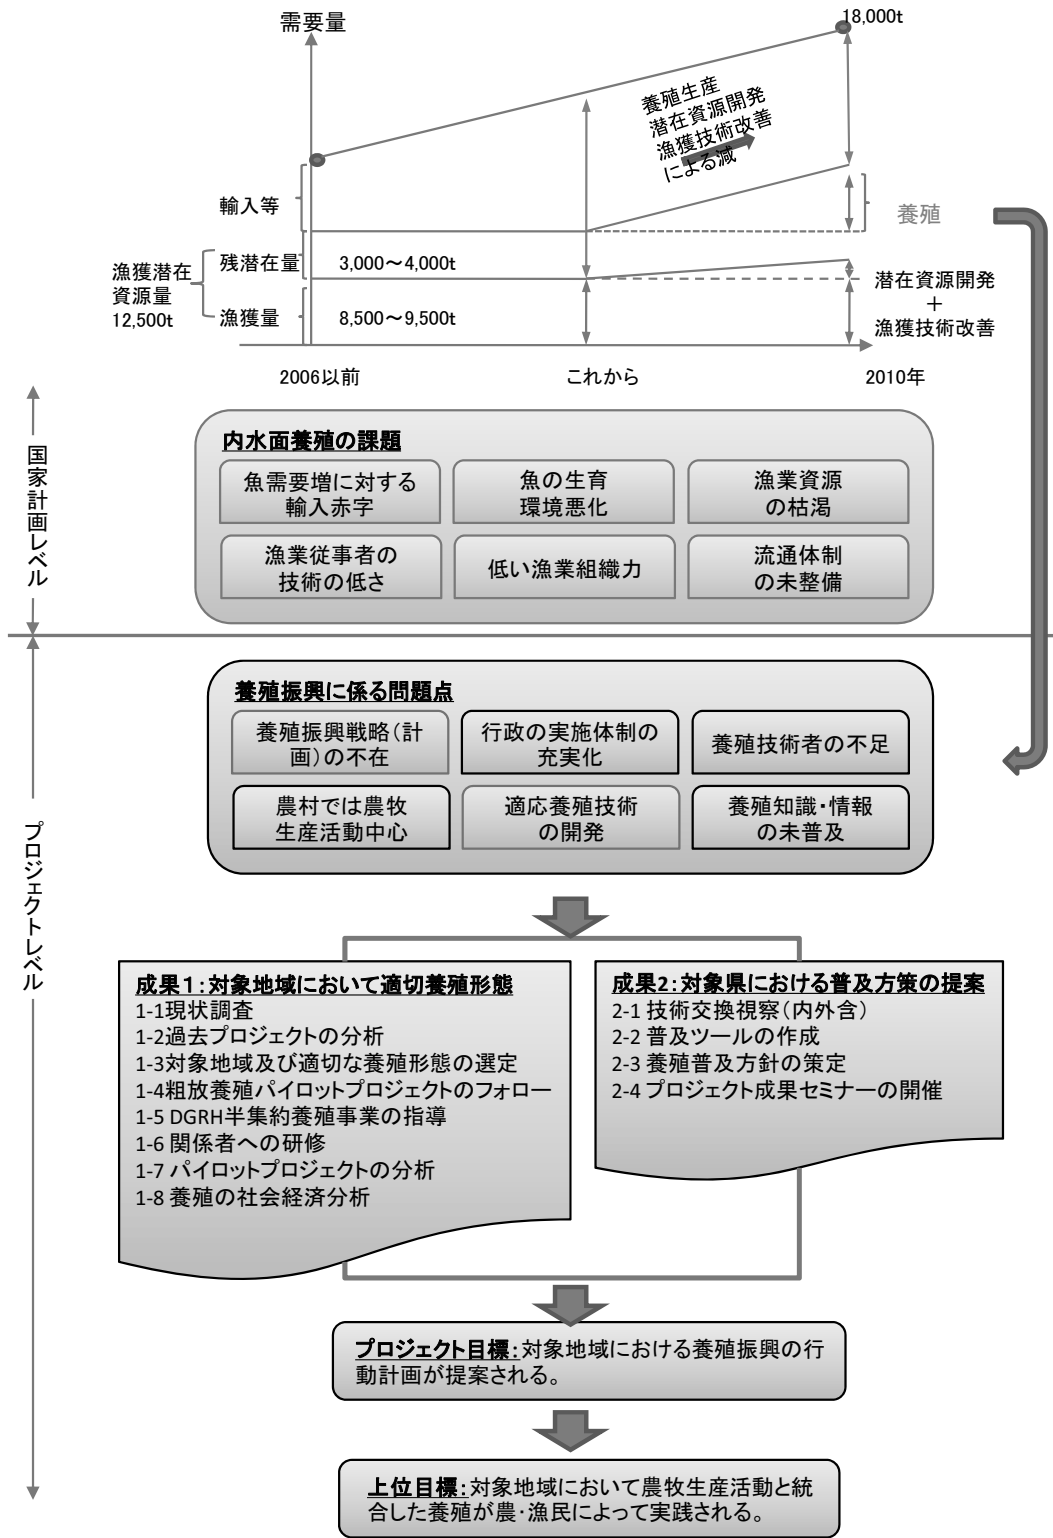 需要量
18,000t
養殖生産
潜在資源開発
漁獲技術改善
による減
輸入等
養殖
漁獲潜在
資源量
12,500t
残潜在量
3,000～4,000t
漁獲量
8,500～9,500t
潜在資源開発
＋
漁獲技術改善
2006以前
これから
2010年
国家計画レベル
内水面養殖の課題
魚需要増に対する
輸入赤字
魚の生育
環境悪化
漁業資源
の枯渇
漁業従事者の
技術の低さ
低い漁業組織力
流通体制
の未整備
プロジェクトレベル
養殖振興に係る問題点
養殖振興戦略（計
画）の不在
行政の実施体制の
充実化
養殖技術者の不足
農村では農牧
生産活動中心
適応養殖技術
の開発
養殖知識・情報
の未普及
成果１：対象地域において適切養殖形態
1-1現状調査
1-2過去プロジェクトの分析
1-3対象地域及び適切な養殖形態の選定
1-4粗放養殖パイロットプロジェクトのフォロー
1-5 DGRH半集約養殖事業の指導
1-6 関係者への研修
1-7 パイロットプロジェクトの分析
1-8 養殖の社会経済分析
成果2：対象県における普及方策の提案
2-1 技術交換視察（内外含）
2-2 普及ツールの作成
2-3 養殖普及方針の策定
2-4 プロジェクト成果セミナーの開催
プロジェクト目標：対象地域における養殖振興の行
動計画が提案される。
上位目標：対象地域において農牧生産活動と統
合した養殖が農・漁民によって実践される。